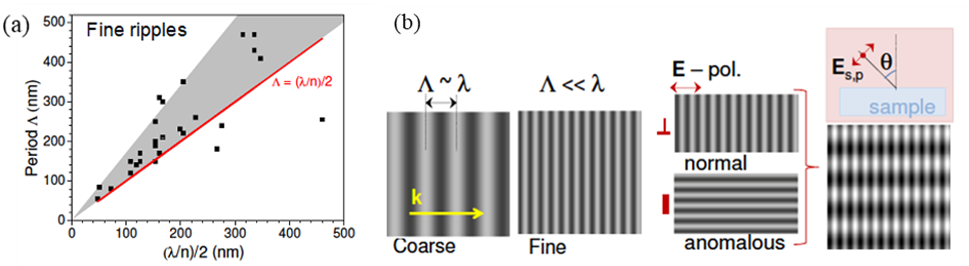 (a)
Fine ripples
500
400
300
200
100
0
0 100 200 300 400 500
Period Λ (nm)
(λ/n)/2 (nm)
Λ = (λ/n)/2
(b)
Λ ~ λ
Λ << λ
k
Coarse
Fine
E – pol.
⊥
normal
anomalous
E s,p
θ
sample